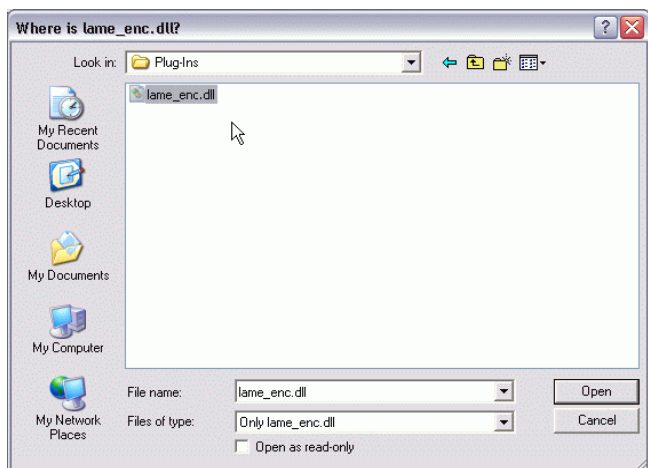 Where is lame_enc.dll?
Look in:
Plug-Ins
lame_enc.dll
My Recent
Documents
Desktop
My Documents
My Computer
My Network
Places
File name:
lame_enc.dll
Open
Files of type:
Only lame_enc.dll
Cancel
Open as read-only